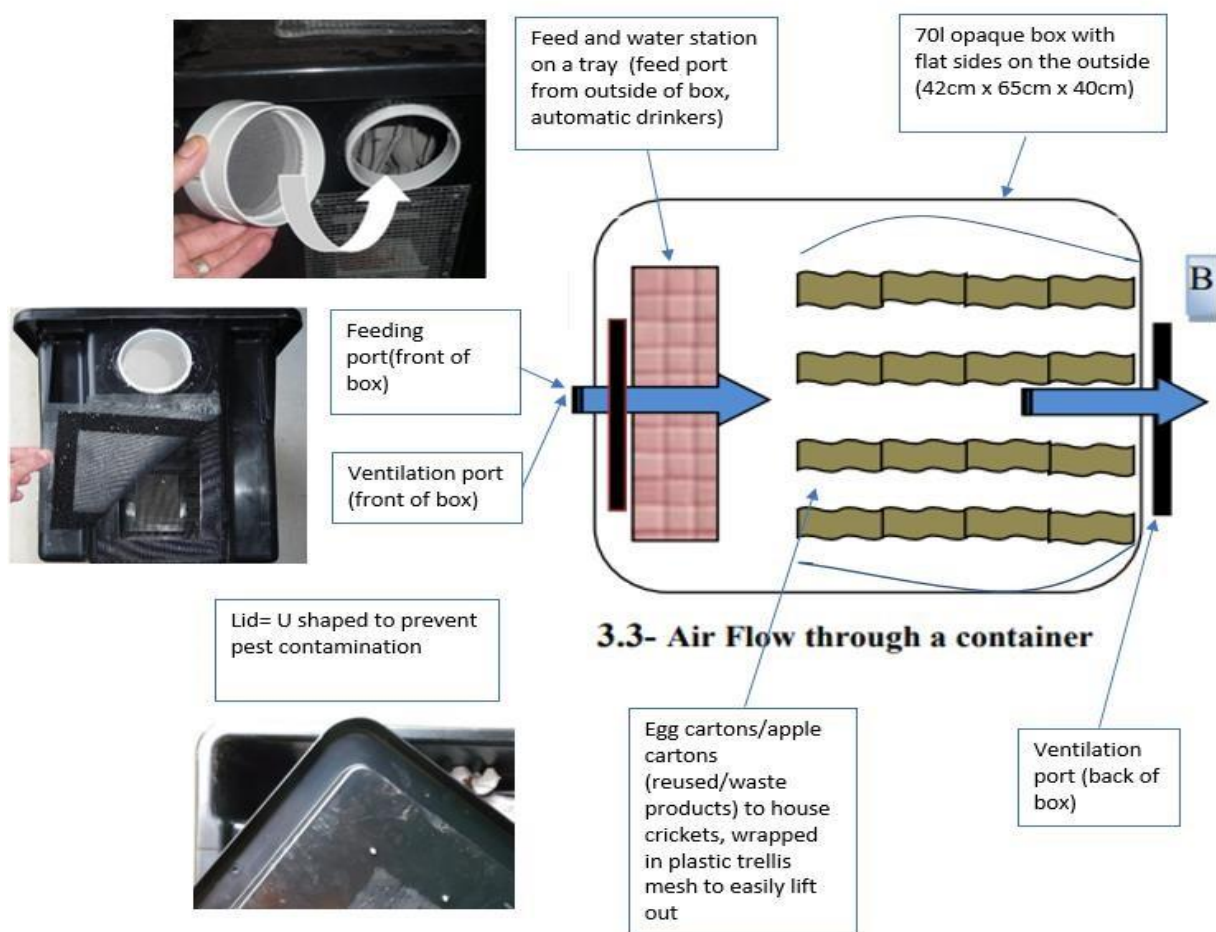 Feed and water station
on a tray (feed port
from outside of box,
automatic drinkers)
70l opaque box with
flat sides on the outside
(42cm x 65cm x 40cm)
B
Feeding
port(front of
box)
Ventilation port
(front of box)
Lid= U shaped to prevent
pest contamination
3.3- Air Flow through a container
Egg cartons/apple
cartons
(reused/waste
products) to house
crickets, wrapped
in plastic trellis
mesh to easily lift
out
Ventilation
port (back of
box)